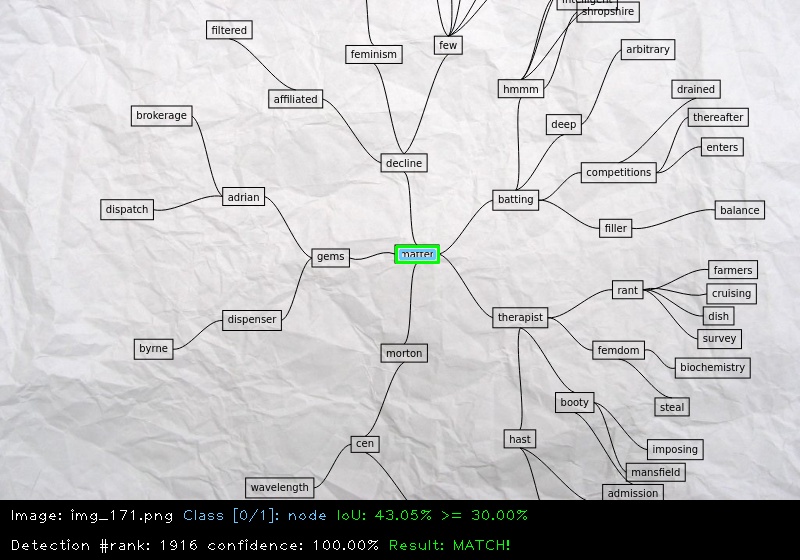 intelligent
shropshire
filtered
few
arbitrary
feminism
hmmm
drained
affiliated
brokerage
thereafter
deep
enters
decline
competitions
adrian
batting
dispatch
balance
filler
matter
gems
farmers
rant
cruising
dish
dispenser
therapist
survey
byrne
femdom
morton
biochemistry
booty
steal
hast
cen
imposing
mansfield
wavelength
admission
Image: img_171.png Class [0/1]: node IoU: 43.05% >= 30.00%
Detection #rank: 1916 confidence: 100.00% Result: MATCH!